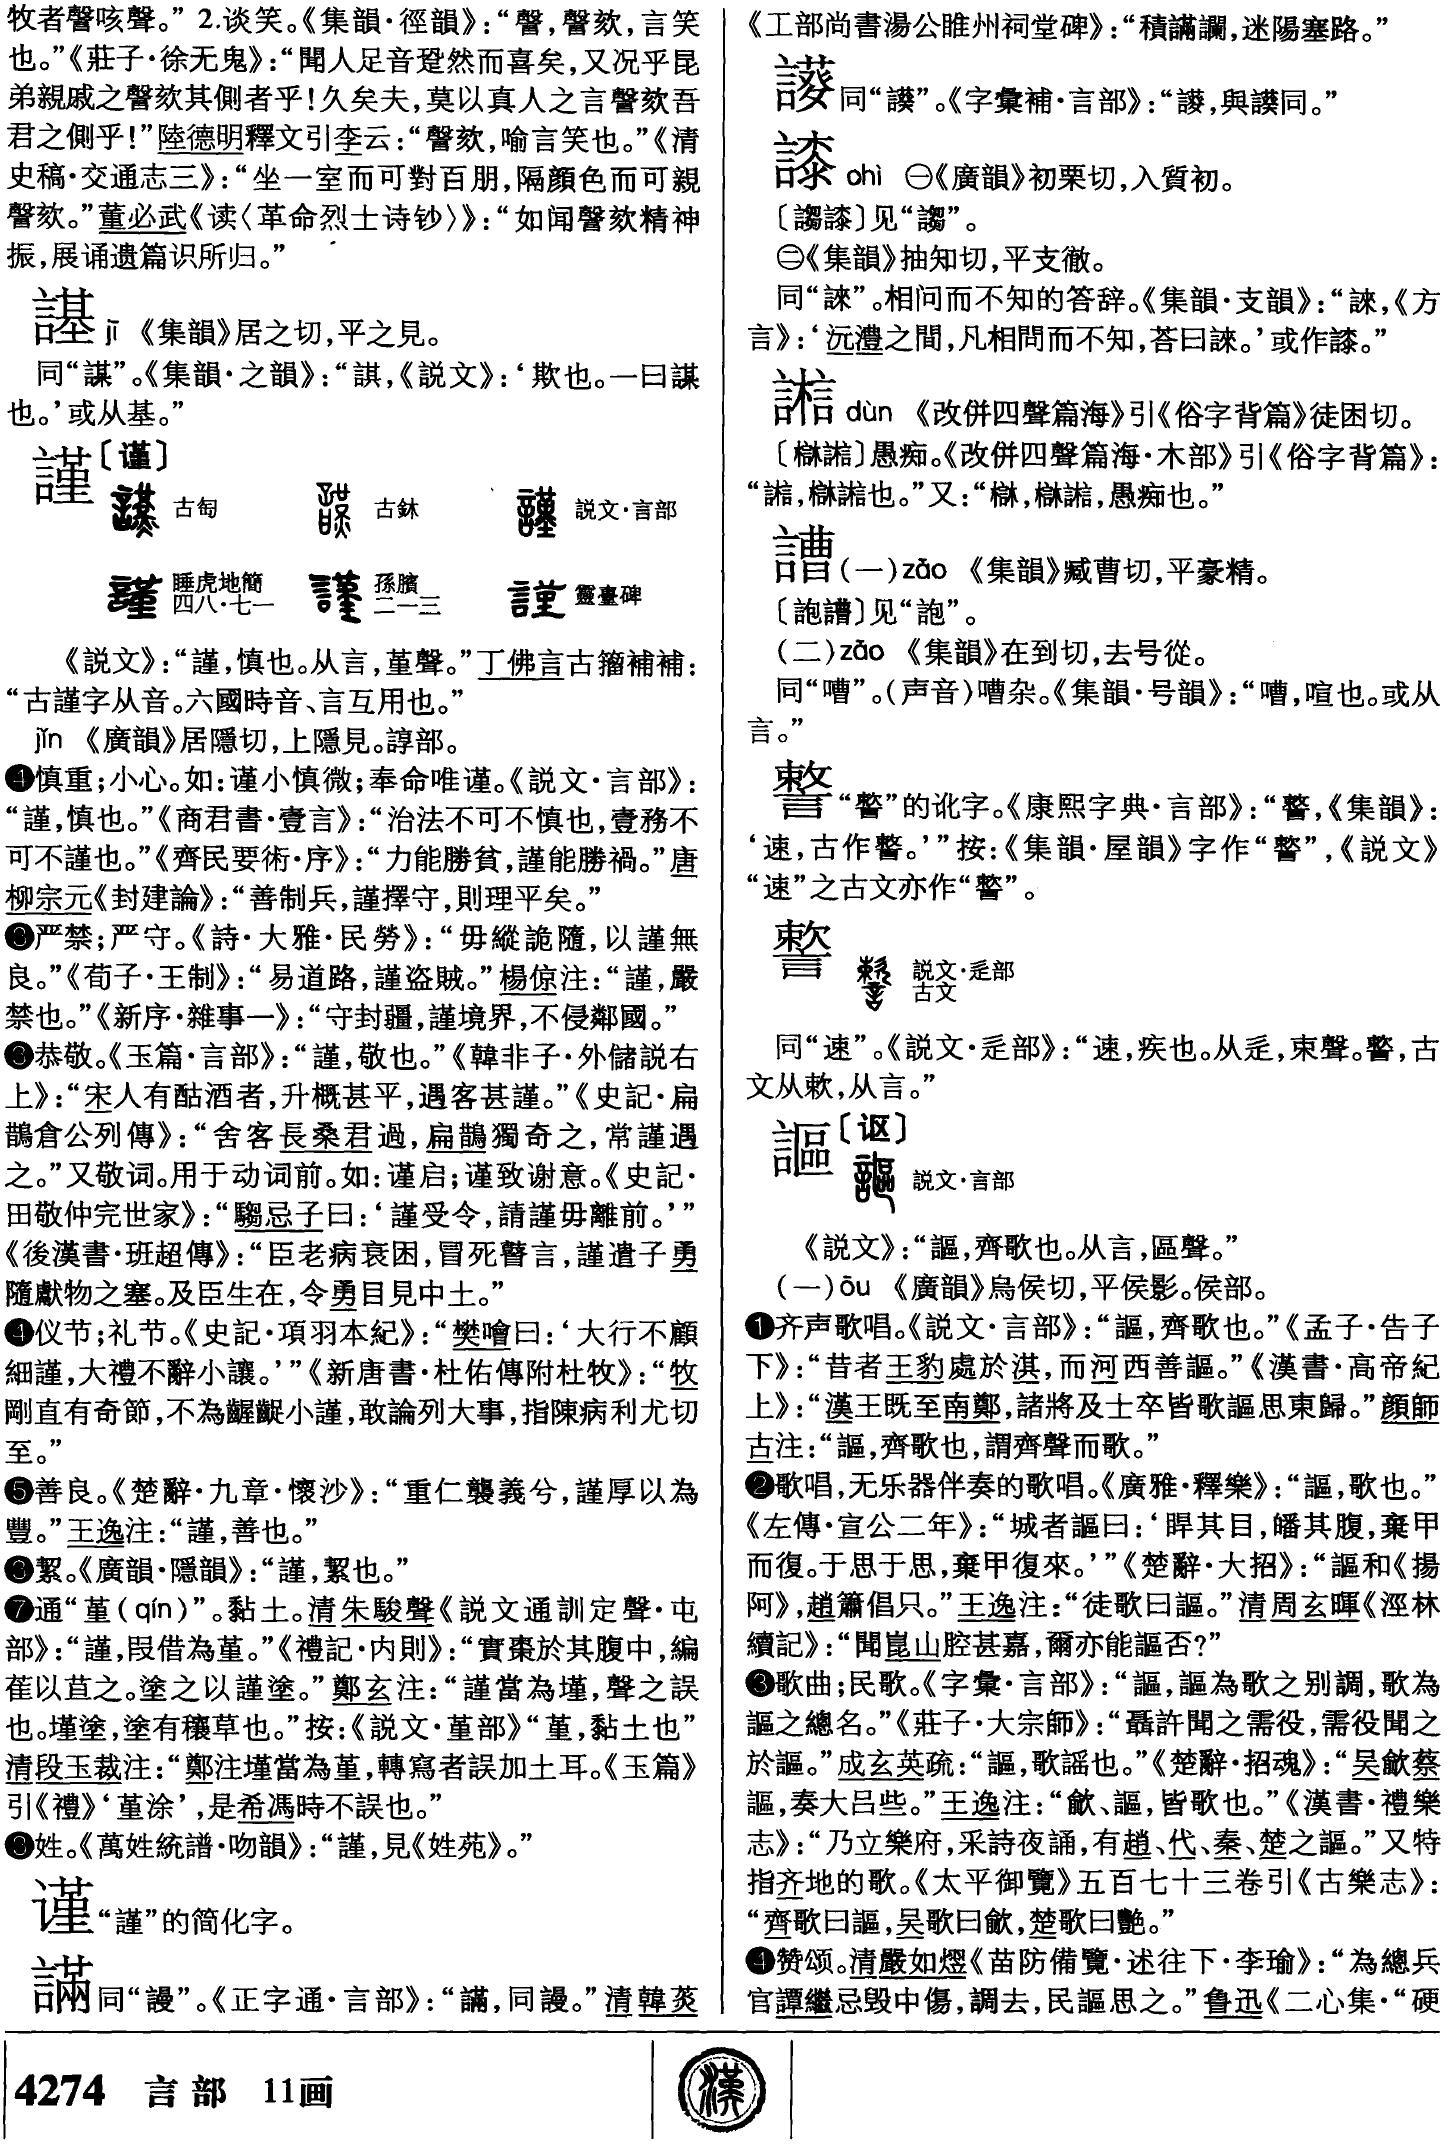 牧者謦咳聲。” 2.谈笑。《集韻·徑韻》：“謦，謦欬，言笑
也。”《莊子·徐无鬼》：“聞人足音跫然而喜矣，又况乎昆
弟親戚之謦欬其側者乎！久矣夫，莫以真人之言謦欬吾
君之側乎！”陸德明釋文引李云：“謦欬，喻言笑也。”《清
史稿·交通志三》：“坐一室而可對百朋，隔顔色而可親
謦欬。”董必武《读〈革命烈士诗钞〉》：“如闻謦欬精神
振，展诵遗篇识所归。”
jī 《集韻》居之切，平之見。
同“諆”。《集韻·之韻》：“諆，《説文》：‘欺也。一曰謀
也。’或从基。”
謹〔谨〕
古匋 古鉥 説文·言部
睡虎地簡四八·七一 孫臏二一三 靈臺碑
《説文》：“謹，慎也。从言，堇聲。”丁佛言古籀補補：
“古謹字从音。六國時音、言互用也。”
jǐn 《廣韻》居隱切，上隱見。諄部。
❶慎重；小心。如：谨小慎微；奉命唯谨。《説文·言部》：
“謹，慎也。”《商君書·壹言》：“治法不可不慎也，壹務不
可不謹也。”《齊民要術·序》：“力能勝貧，謹能勝禍。”唐
柳宗元《封建論》：“善制兵，謹擇守，則理平矣。”
❷严禁；严守。《詩·大雅·民勞》：“毋縱詭隨，以謹無
良。”《荀子·王制》：“易道路，謹盗賊。”楊倞注：“謹，嚴
禁也。”《新序·雜事一》：“守封疆，謹境界，不侵鄰國。”
❸恭敬。《玉篇·言部》：“謹，敬也。”《韓非子·外儲説右
上》：“宋人有酤酒者，升概甚平，遇客甚謹。”《史記·扁
鵲倉公列傳》：“舍客長桑君過，扁鵲獨奇之，常謹遇
之。”又敬词。用于动词前。如：谨启；谨致谢意。《史記·
田敬仲完世家》：“騶忌子曰：‘謹受令，請謹毋離前。’”
《後漢書·班超傳》：“臣老病衰困，冒死瞽言，謹遣子勇
隨獻物之塞。及臣生在，令勇目見中土。”
❹仪节；礼节。《史記·項羽本紀》：“樊噲曰：‘大行不顧
細謹，大禮不辭小讓。’”《新唐書·杜佑傳附杜牧》：“牧
剛直有奇節，不為齷齪小謹，敢論列大事，指陳病利尤切
至。”
❺善良。《楚辭·九章·懷沙》：“重仁襲義兮，謹厚以為
豐。”王逸注：“謹，善也。”
❻絜。《廣韻·隱韻》：“謹，絜也。”
❼通“堇(qín)”。黏土。清朱駿聲《説文通訓定聲·屯
部》：“謹，叚借為堇。”《禮記·内則》：“實棗於其腹中，編
萑以苴之。塗之以謹塗。”鄭玄注：“謹當為墐，聲之誤
也。墐塗，塗有穰草也。”按：《説文·堇部》“堇，黏土也”
清段玉裁注：“鄭注墐當為堇，轉寫者誤加土耳。《玉篇》
引《禮》‘堇涂’，是希馮時不誤也。”
❽姓。《萬姓統譜·吻韻》：“謹，見《姓苑》。”
谨“謹”的简化字。
同“謾”。《正字通·言部》：“𧫧，同謾。”清韓菼
《工部尚書湯公睢州祠堂碑》：“積𧫧讕，迷陽塞路。”
同“謨”。《字彙補·言部》：“謩，與謨同。”
chì ㊀《廣韻》初栗切，入質初。
见“謅”。
㊁《集韻》抽知切，平支徹。
同“誺”。相问而不知的答辞。《集韻·支韻》：“誺，《方
言》：‘沅澧之間，凡相問而不知，荅曰誺。’或作䜉。”
dùn 《改併四聲篇海》引《俗字背篇》徒困切。
愚痴。《改併四聲篇海·木部》引《俗字背篇》：
愚痴也。”
䜊(一)zāo 《集韻》臧曹切，平豪精。
〔䛌䜊〕见“䛌”。
(二)zào 《集韻》在到切，去号從。
同“嘈”。(声音)嘈杂。《集韻·号韻》：“嘈，喧也。或从
言。”
的讹字。《康熙字典·言部》：“《集韻》：
‘速，古作𧫷。’”按：《集韻·屋韻》字作“𧫷”，《説文》
“速”之古文亦作“𧫷”。
𧫷 説文·辵部古文
同“速”。《説文·辵部》：“速，疾也。从辵，束聲。𧫷，古
文从敕，从言。”
謳〔讴〕
説文·言部
《説文》：“謳，齊歌也。从言，區聲。”
(一)ōu 《廣韻》烏侯切，平侯影。侯部。
❶齐声歌唱。《説文·言部》：“謳，齊歌也。”《孟子·告子
下》：“昔者王豹處於淇，而河西善謳。”《漢書·高帝紀
上》：“漢王既至南鄭，諸將及士卒皆歌謳思東歸。”顔師
古注：“謳，齊歌也，謂齊聲而歌。”
❷歌唱，无乐器伴奏的歌唱。《廣雅·釋樂》：“謳，歌也。”
《左傳·宣公二年》：“城者謳曰：‘睅其目，皤其腹，棄甲
而復。于思于思，棄甲復來。’”《楚辭·大招》：“謳和《揚
阿》，趙簫倡只。”王逸注：“徒歌曰謳。”清周玄暉《涇林
續記》：“聞崑山腔甚嘉，爾亦能謳否？”
❸歌曲；民歌。《字彙·言部》：“謳，謳為歌之别調，歌為
謳之總名。”《莊子·大宗師》：“聶許聞之需役，需役聞之
於謳。”成玄英疏：“謳，歌謡也。”《楚辭·招魂》：“吴歈蔡
謳，奏大吕些。”王逸注：“歈、謳，皆歌也。”《漢書·禮樂
志》：“乃立樂府，采詩夜誦，有趙、代、秦、楚之謳。”又特
指齐地的歌。《太平御覽》五百七十三卷引《古樂志》：
“齊歌曰謳，吴歌曰歈，楚歌曰艷。”
❹赞颂。清嚴如熤《苗防備覽·述往下·李瑜》：“為總兵
官譚繼忌毁中傷，調去，民謳思之。”鲁迅《二心集·“硬
4274 言部 11画
漢